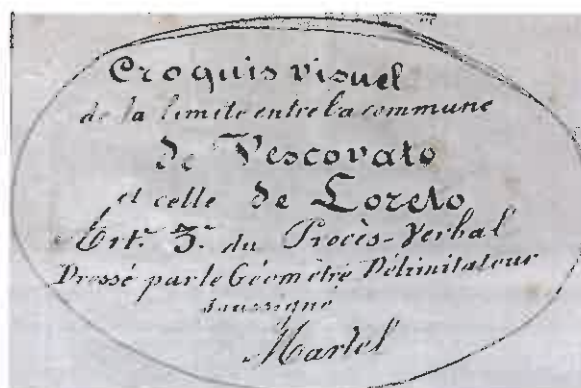 Croquis visuel
de la limite entre la commune
de Vescovato
et celle de Loreto
Art. 3. du Procès-Verbal
Dressé par le Géomètre Délimitateur
soussigné
Martel